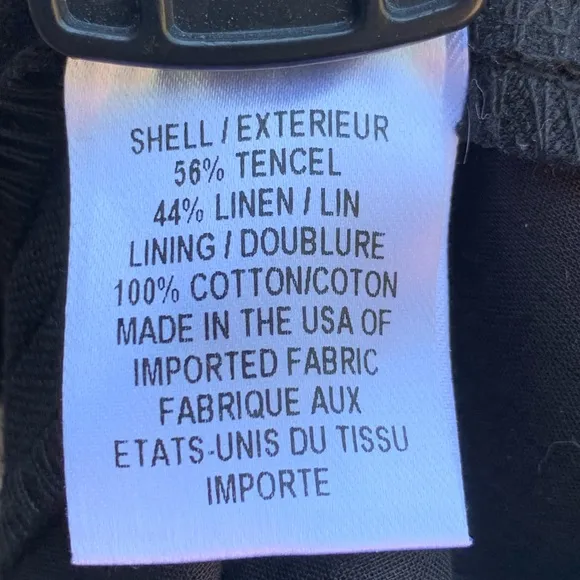 SHELL / EXTERIEUR
56% TENCEL
44% LINEN / LIN
LINING / DOUBLURE
100% COTTON/COTON
MADE IN THE USA OF
IMPORTED FABRIC
FABRIQUE AUX
ETATS-UNIS DU TISSU
IMPORTE